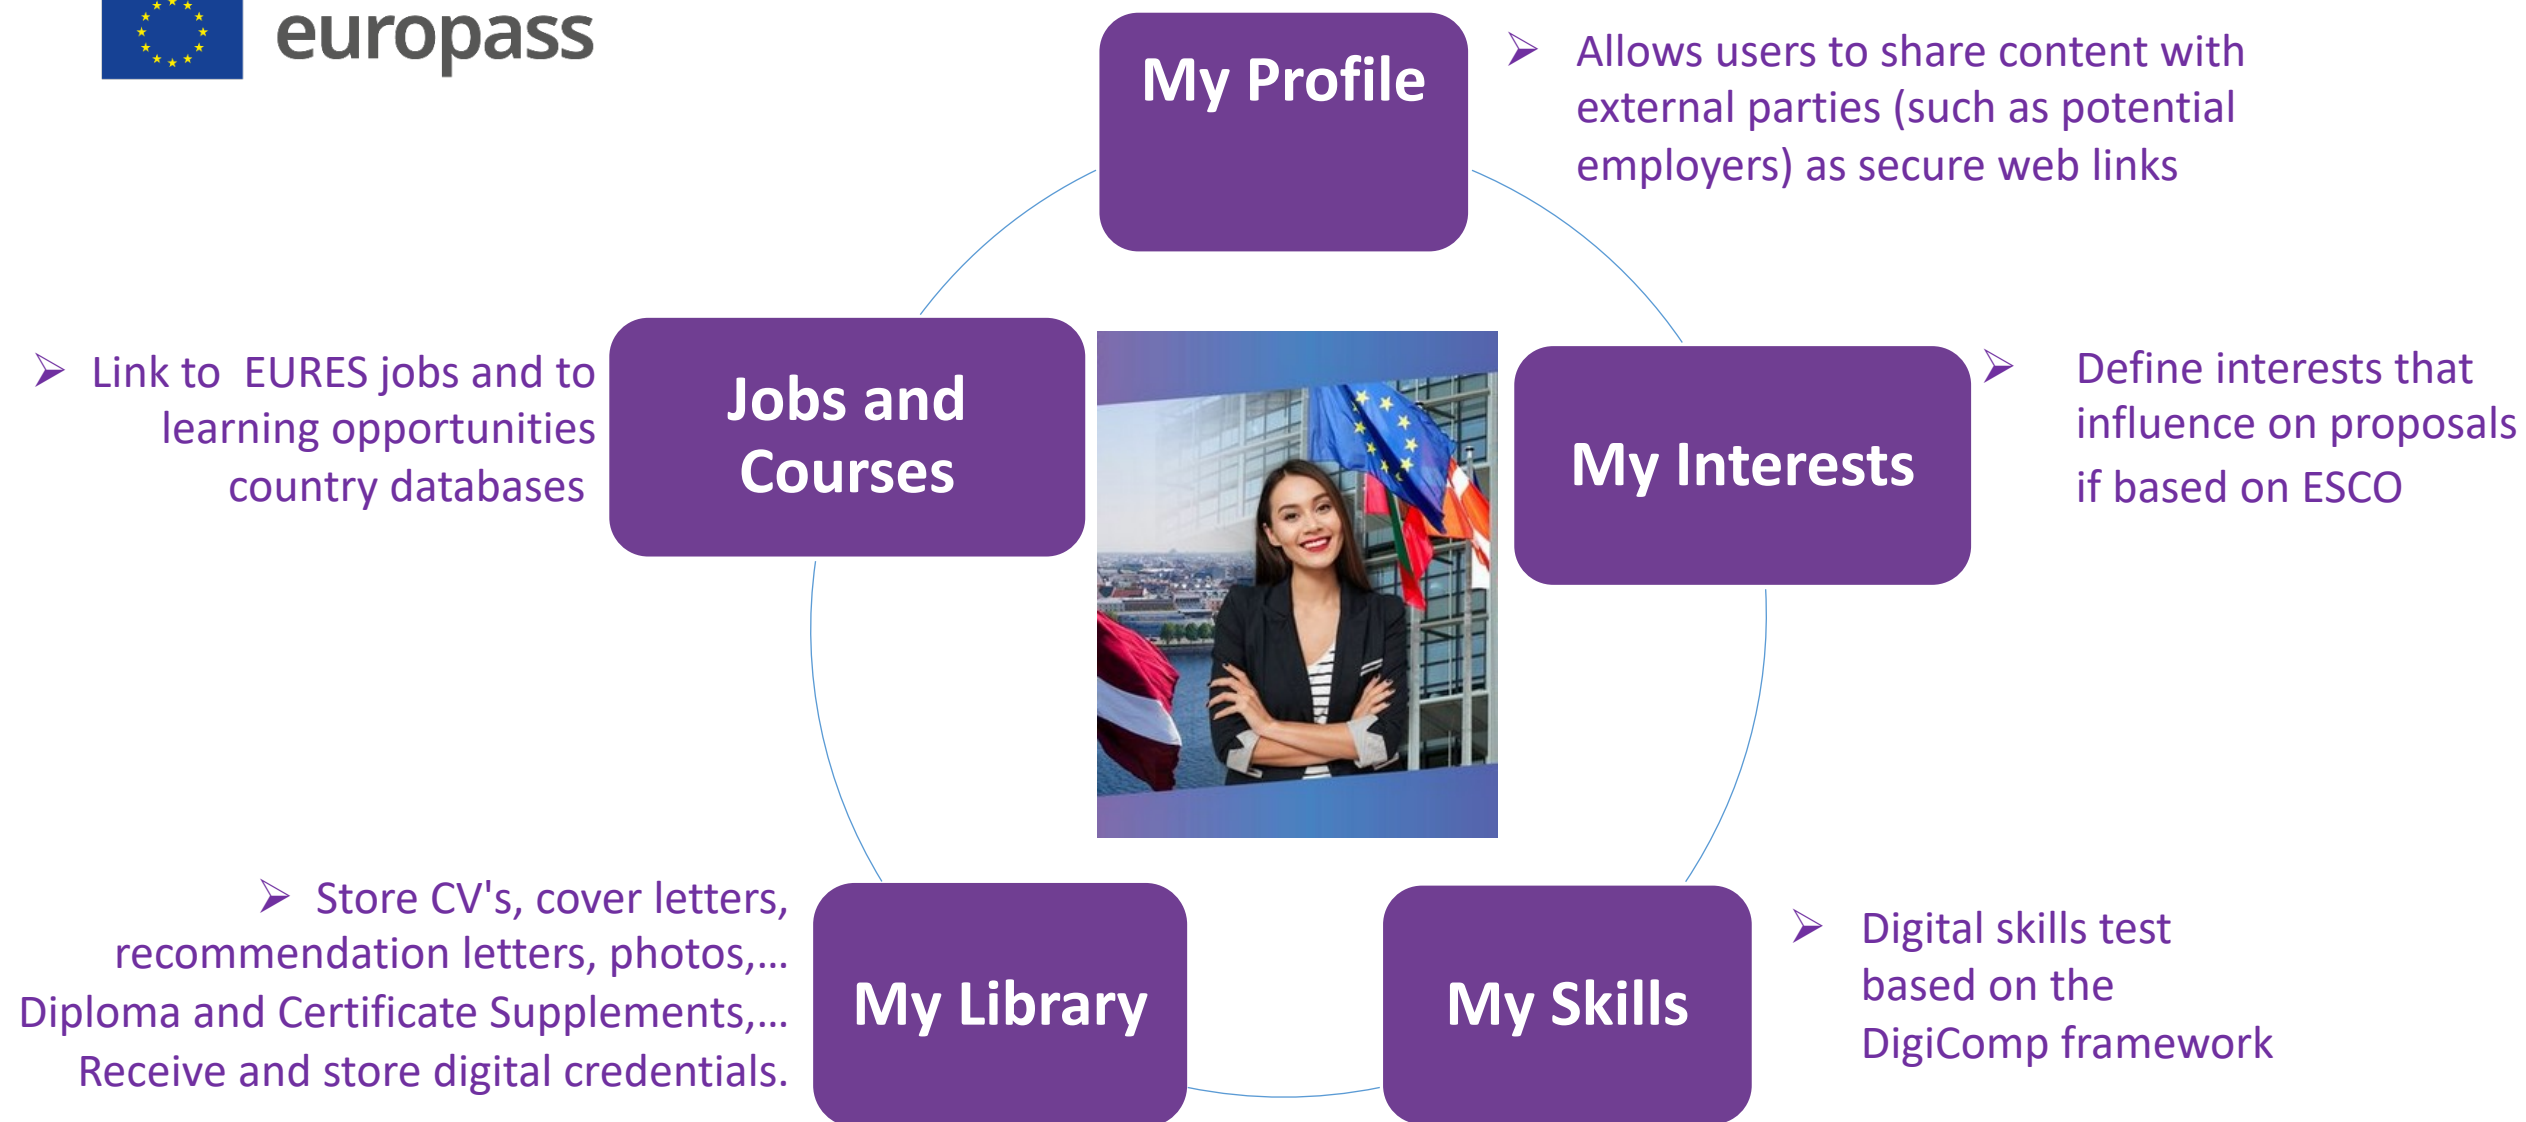 europass
My Profile
Allows users to share content with
external parties (such as potential
employers) as secure web links
Link to EURES jobs and to
learning opportunities
country databases
Jobs and
Courses
My Interests
Define interests that
influence on proposals
if based on ESCO
Store CV's, cover letters,
recommendation letters, photos,...
Diploma and Certificate Supplements,...
Receive and store digital credentials.
My Library
My Skills
Digital skills test
based on the
DigiComp framework